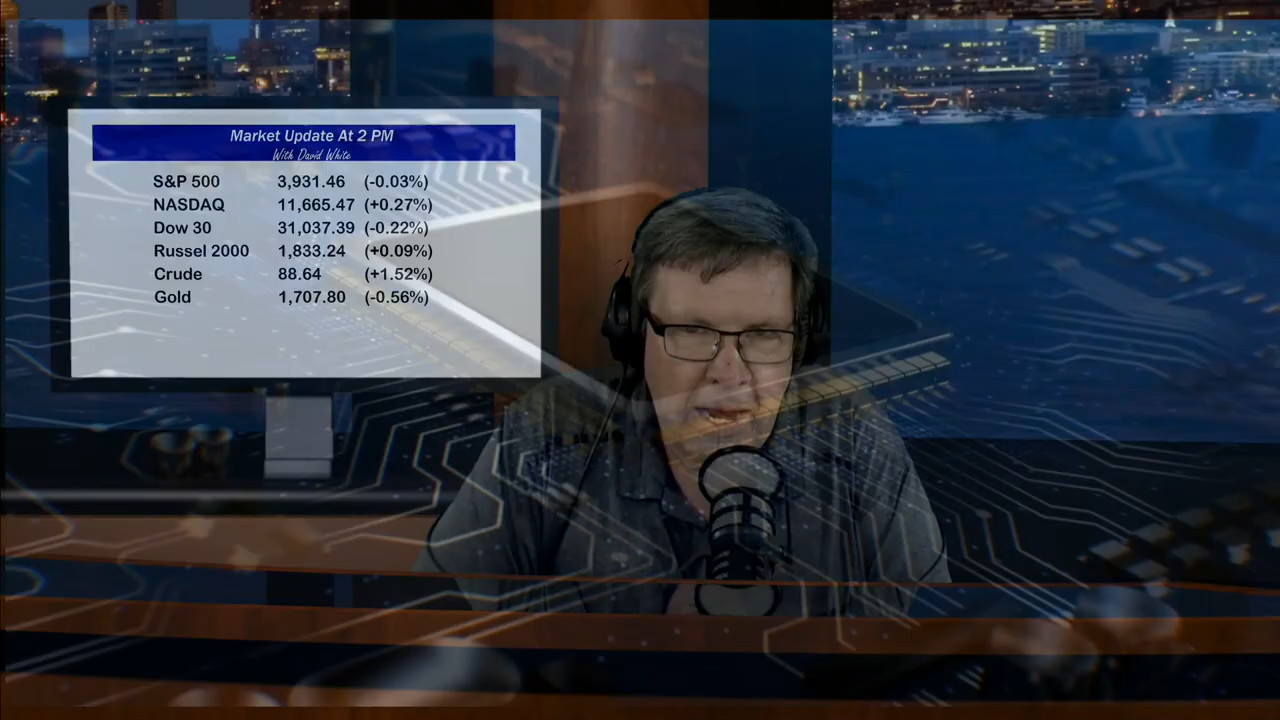 Market Update At 2 PM
With David White
S&P 500 3,931.46 (-0.03%)
NASDAQ 11,665.47 (+0.27%)
Dow 30 31,037.39 (-0.22%)
Russel 2000 1,833.24 (+0.09%)
Crude 88.64 (+1.52%)
Gold 1,707.80 (-0.56%)